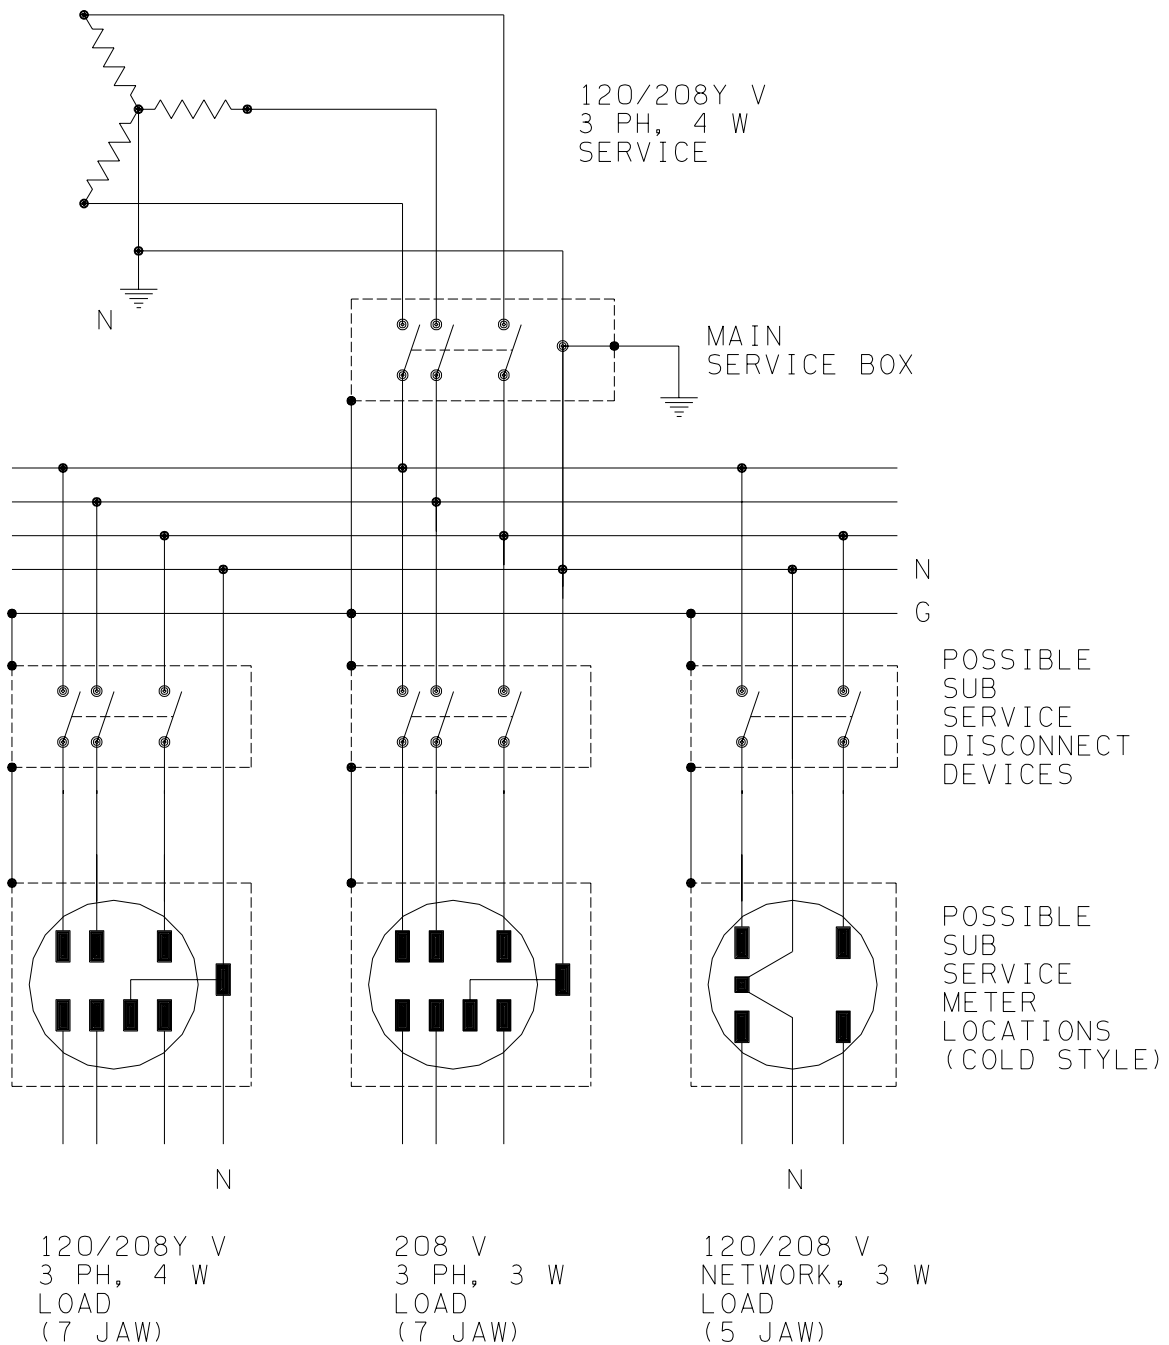 120/208Y V
3 PH, 4 W
SERVICE
N
MAIN
SERVICE BOX
N
G
POSSIBLE
SUB
SERVICE
DISCONNECT
DEVICES
POSSIBLE
SUB
SERVICE
METER
LOCATIONS
(COLD STYLE)
N
N
120/208Y V
3 PH, 4 W
LOAD
(7 JAW)
208 V
3 PH, 3 W
LOAD
(7 JAW)
120/208 V
NETWORK, 3 W
LOAD
(5 JAW)